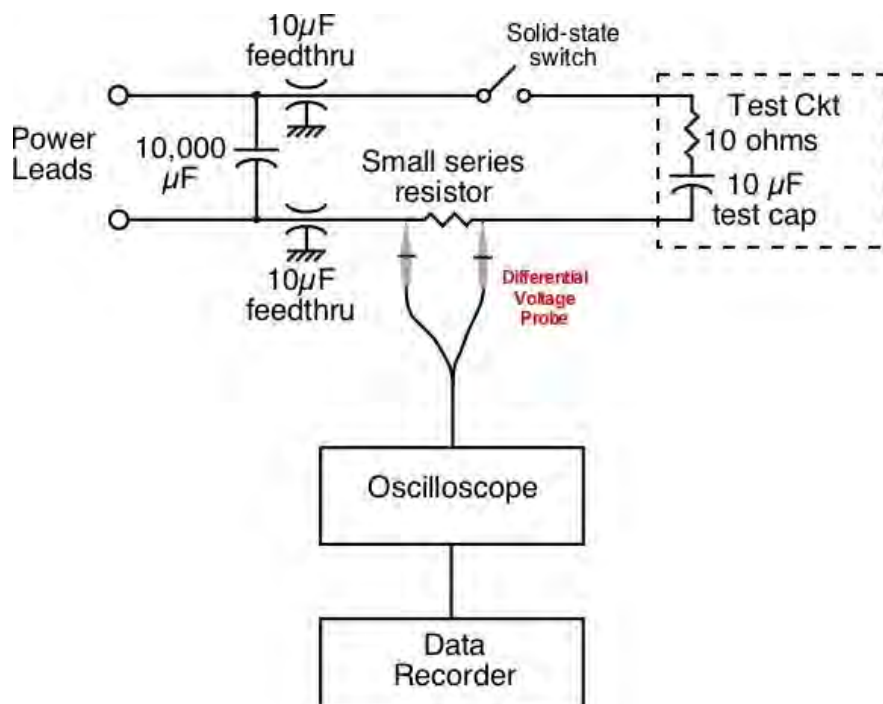 10µF
feedthru
Solid-state
switch
Power
Leads
10,000
µF
Small series
resistor
Test Ckt
10 ohms
10 µF
test cap
10µF
feedthru
Differential
Voltage
Probe
Oscilloscope
Data
Recorder